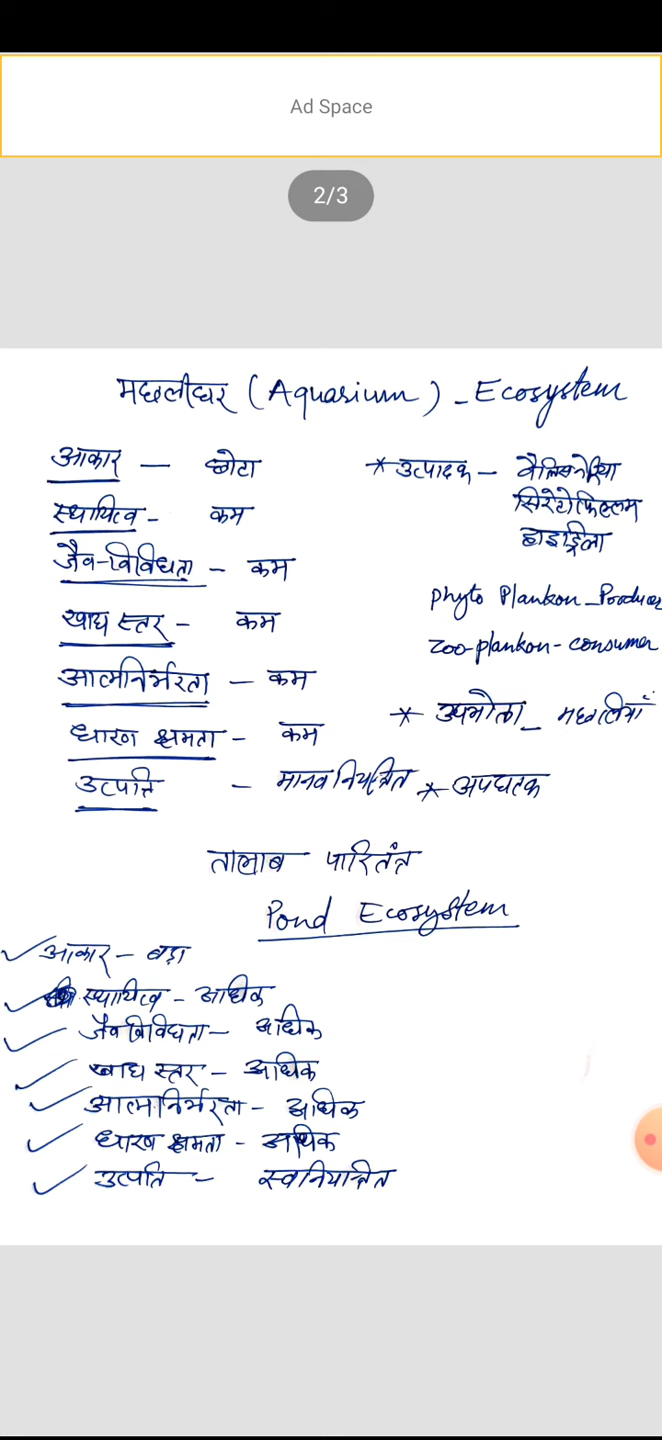 Ad Space
2/3
मछलीघर (Aquarium) - Ecosystem
आकार — छोटा
स्थायित्व - कम
जैव-विविधता - कम
खाद्य स्तर - कम
आत्मनिर्भरता - कम
धारण क्षमता - कम
उत्पत्ति - मानव नियंत्रित
* उत्पादक - वैलिसनेरिया
सिरेटोफिल्लम
हाइड्रिला
Phyto Plankon - Producer
zoo-plankon - consumer
* उपभोक्ता - मछलियाँ
* अपघटक
तालाब पारितंत्र
Pond Ecosystem
✓ आकार - बड़ा
✓ स्थायित्व - अधिक
✓ जैव विविधता - अधिक
✓ खाद्य स्तर - अधिक
✓ आत्मनिर्भरता - अधिक
✓ धारण क्षमता - अधिक
✓ उत्पत्ति - स्वनियंत्रित